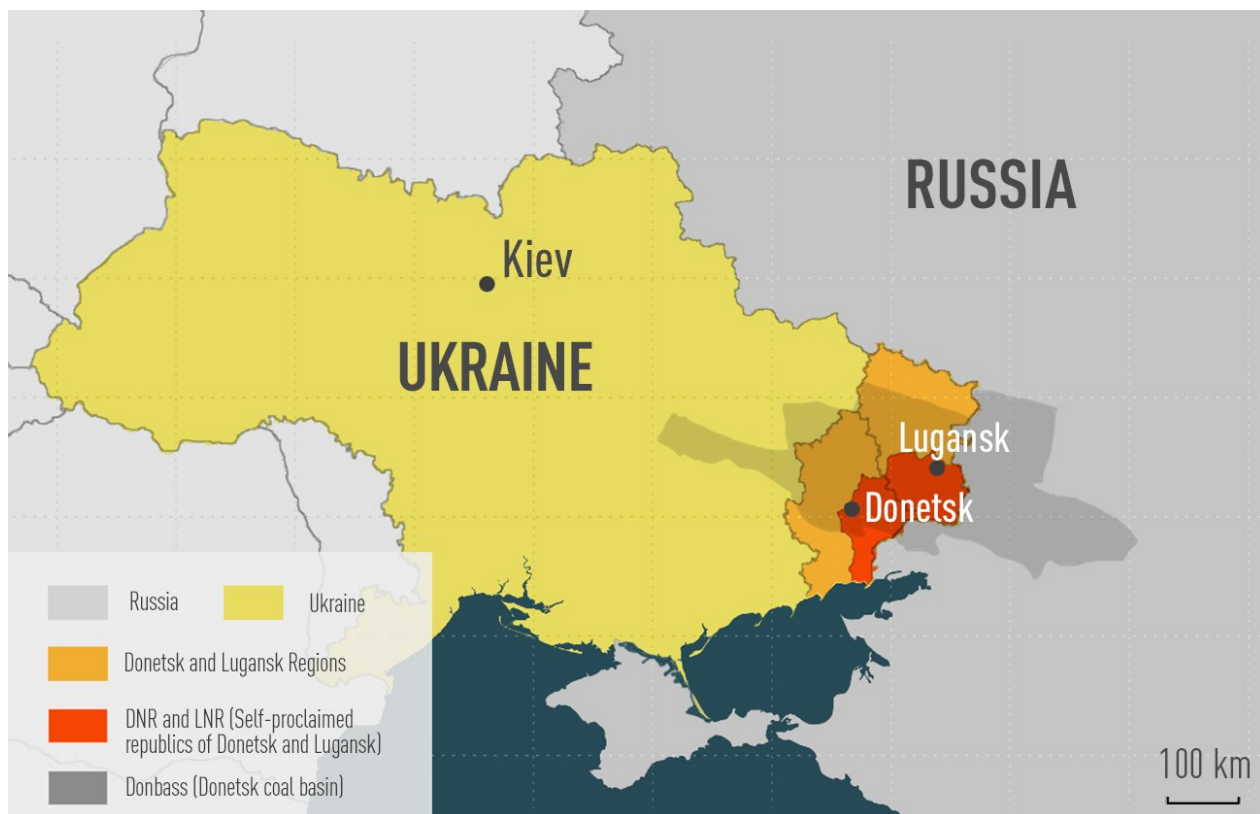 RUSSIA
Kiev
UKRAINE
Lugansk
Donetsk
Russia
Ukraine
Donetsk and Lugansk Regions
DNR and LNR (Self-proclaimed
republics of Donetsk and Lugansk)
Donbass (Donetsk coal basin)
100 km